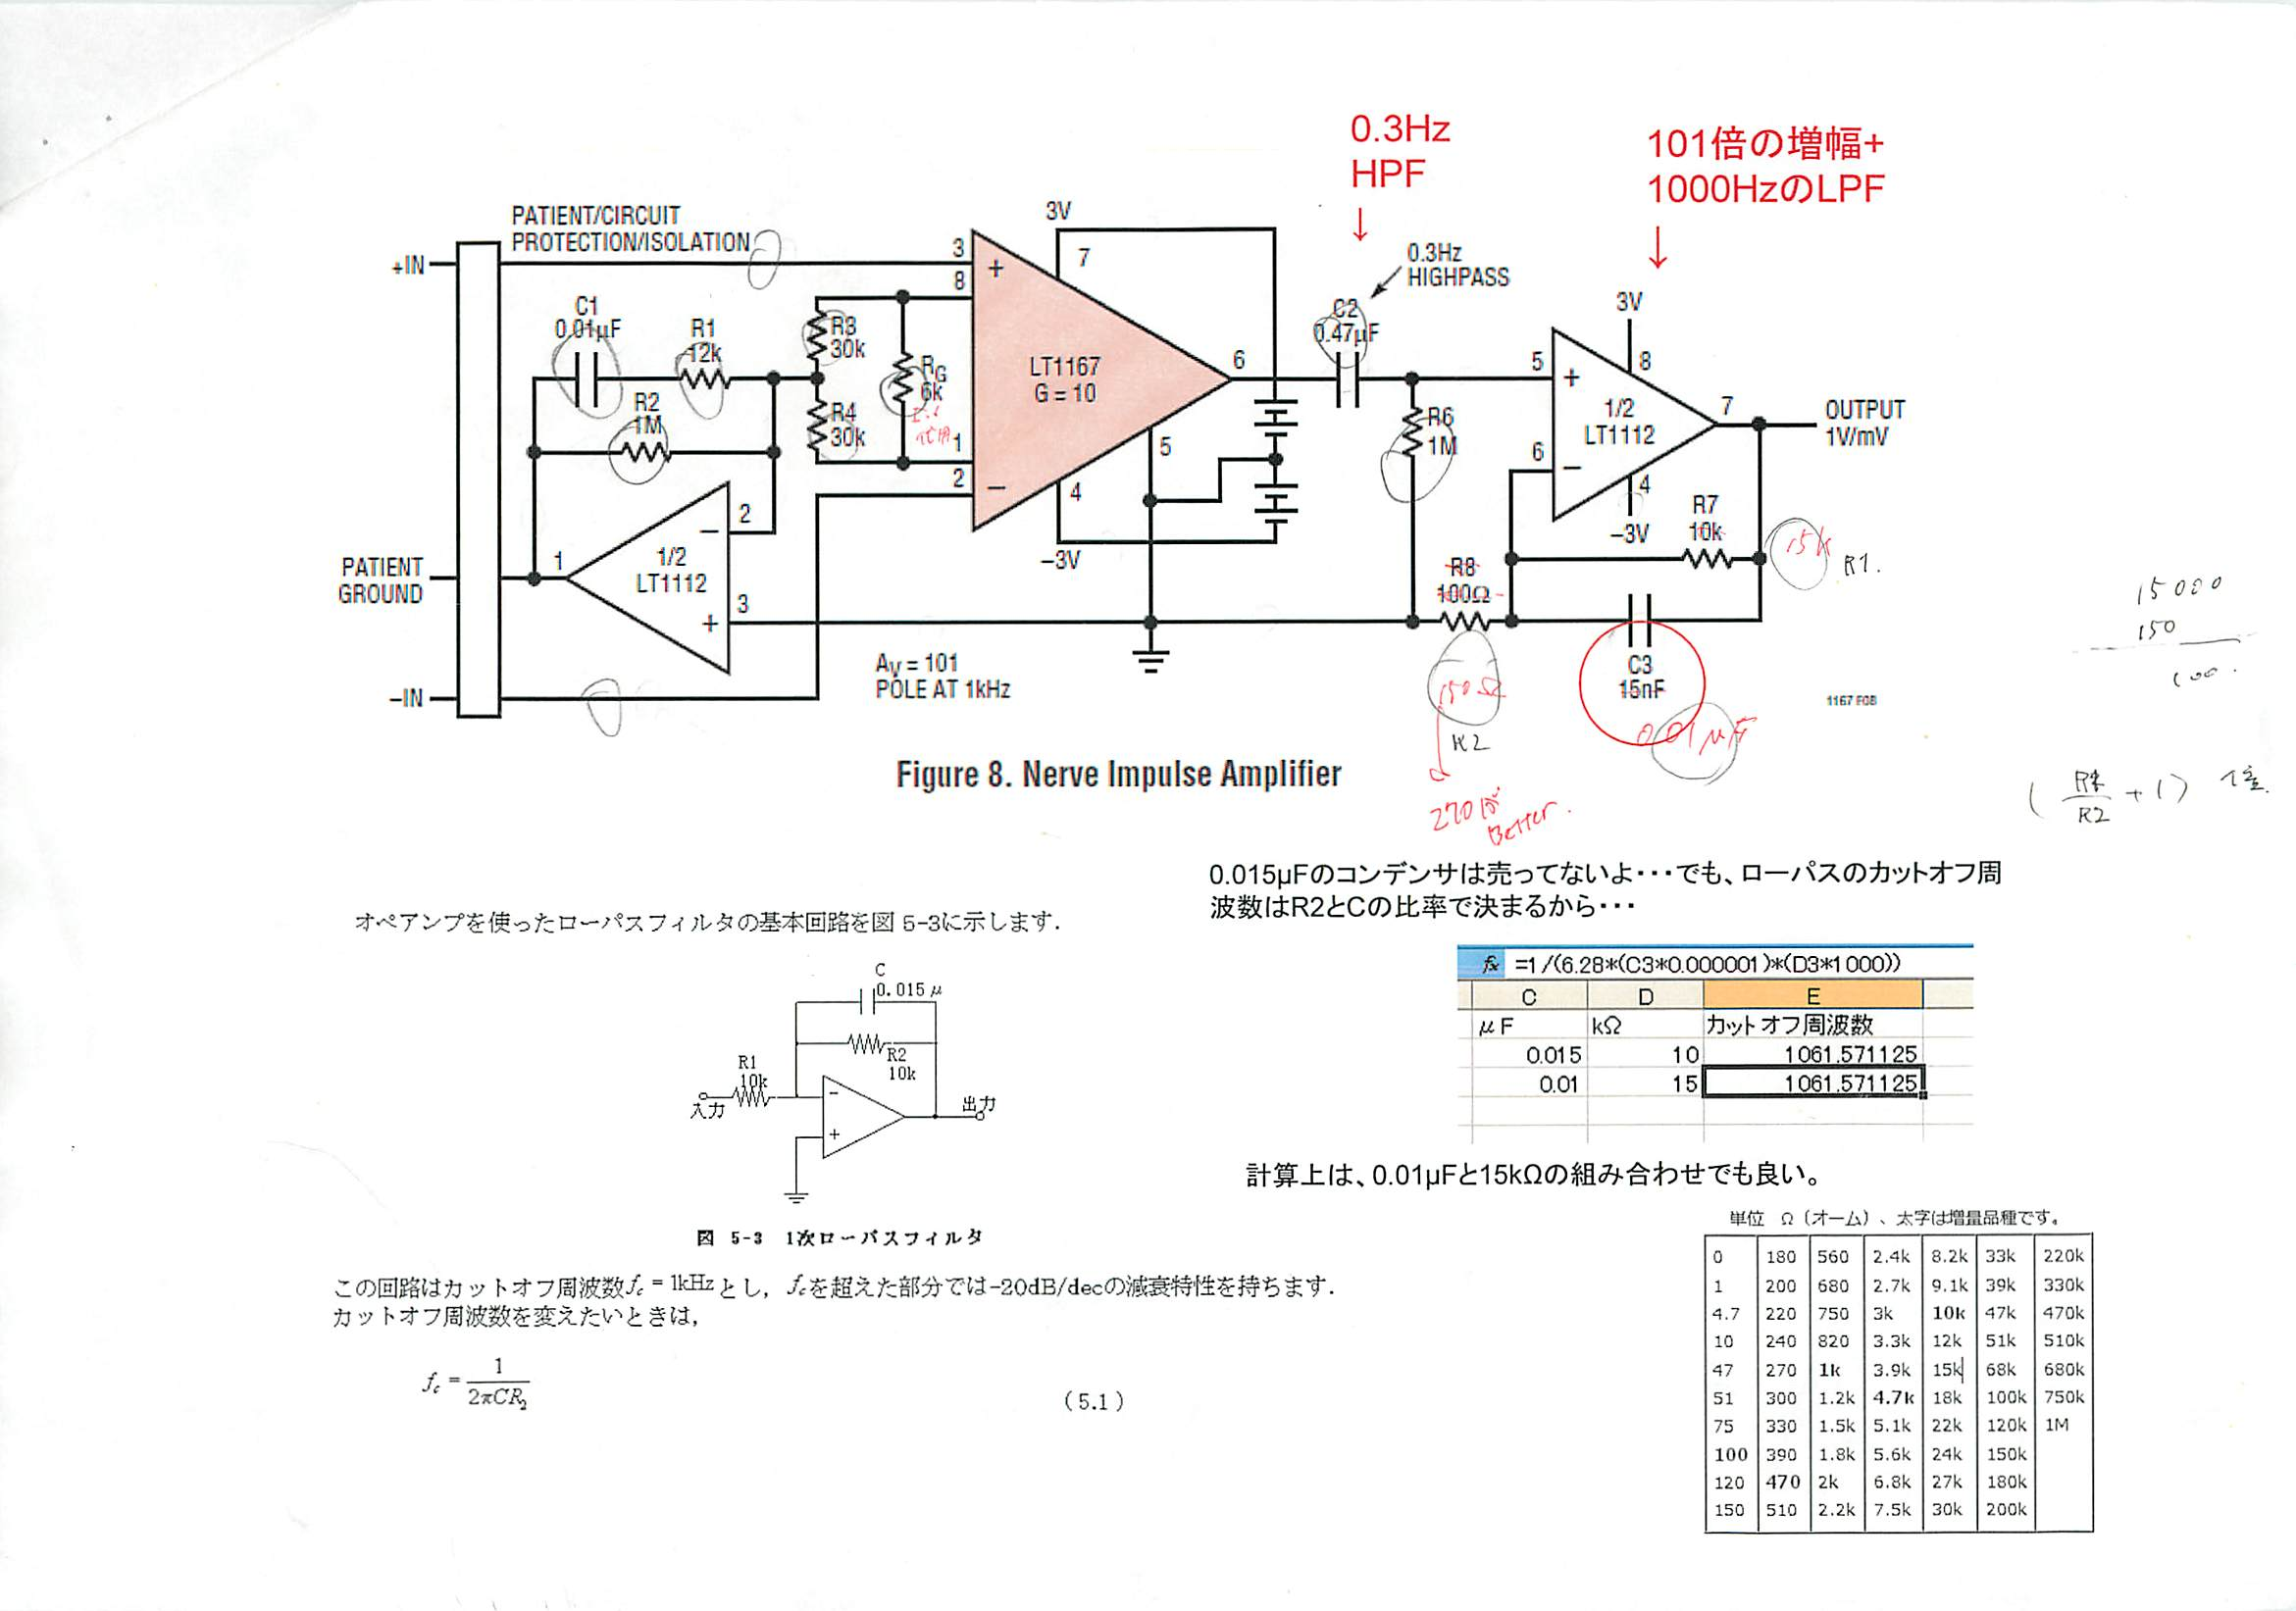 0.3Hz
HPF
↓
101倍の増幅+
1000HzのLPF
↓
PATIENT/CIRCUIT
PROTECTION/ISOLATION
+IN
C1
0.01μF
R1
12k
R2
1M
R3
30k
R4
30k
RG
6k
代用
3
8
1
2
+
−
LT1167
G = 10
3V
7
6
5
4
−3V
0.3Hz
HIGHPASS
C2
0.47μF
R6
1M
3V
5
8
+
1/2
LT1112
6
−
4
−3V
7
OUTPUT
1V/mV
R7
10k
15k
R1.
R8
100Ω
150Ω
R2
270は
Better.
C3
15nF
0.01μF
1167 F08
15000
150
100.
(R1/R2 + 1) 倍
PATIENT
GROUND
1
2
−
1/2
LT1112
3
+
−IN
AV = 101
POLE AT 1kHz
Figure 8. Nerve Impulse Amplifier
0.015μFのコンデンサは売ってないよ・・・でも、ローパスのカットオフ周
波数はR2とCの比率で決まるから・・・
オペアンプを使ったローパスフィルタの基本回路を図 5-3に示します.
C
0.015μ
R2
10k
R1
10k
入力
−
+
出力
図 5-3 1次ローパスフィルタ
この回路はカットオフ周波数fc = 1kHzとし, fcを超えた部分では-20dB/decの減衰特性を持ちます.
カットオフ周波数を変えたいときは,
fc = 1/2πCR2 (5.1)
fx =1/(6.28*(C3*0.000001)*(D3*1000))
C D E
μF kΩ カットオフ周波数
0.015 10 1061.571125
0.01 15 1061.571125
計算上は、0.01μFと15kΩの組み合わせでも良い。
単位 Ω（オーム）、太字は増量品種です。
0 180 560 2.4k 8.2k 33k 220k
1 200 680 2.7k 9.1k 39k 330k
4.7 220 750 3k 10k 47k 470k
10 240 820 3.3k 12k 51k 510k
47 270 1k 3.9k 15k 68k 680k
51 300 1.2k 4.7k 18k 100k 750k
75 330 1.5k 5.1k 22k 120k 1M
100 390 1.8k 5.6k 24k 150k
120 470 2k 6.8k 27k 180k
150 510 2.2k 7.5k 30k 200k